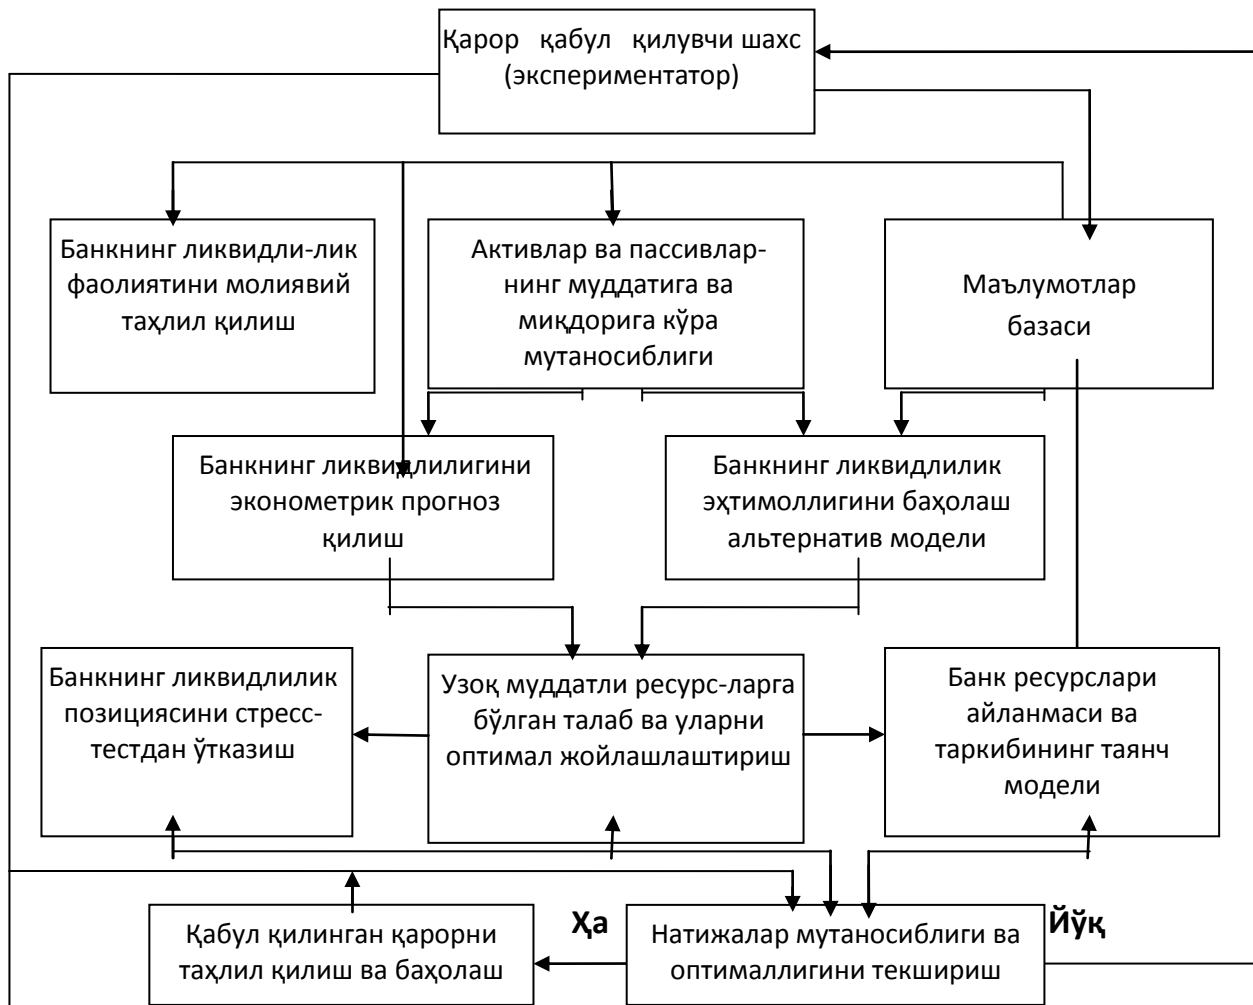 Қарор қабул қилувчи шахс
(экспериментатор)
Банкнинг ликвидли-лик
фаолиятини молиявий
таҳлил қилиш
Активлар ва пассивлар-
нинг муддатига ва
миқдорига кўра
мутаносиблиги
Маълумотлар
базаси
Банкнинг ликвидлилигини
эконометрик прогноз
қилиш
Банкнинг ликвидлилик
эҳтимоллигини баҳолаш
альтернатив модели
Банкнинг ликвидлилик
позициясини стресс-
тестдан ўтказиш
Узоқ муддатли ресурс-ларга
бўлган талаб ва уларни
оптимал жойлашлаштириш
Банк ресурслари
айланмаси ва
таркибининг таянч
модели
Қабул қилинган қарорни
таҳлил қилиш ва баҳолаш
Ҳа
Натижалар мутаносиблиги ва
оптималлигини текшириш
Йўқ